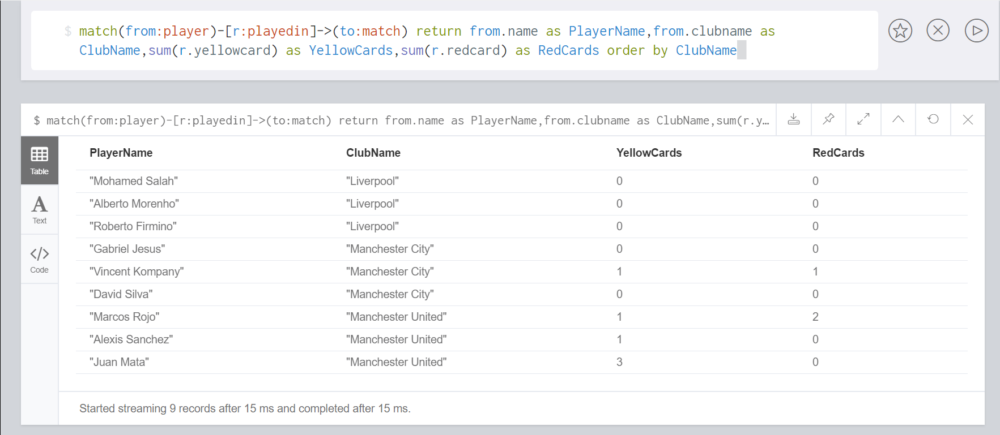 $ match(from:player)-[r:playedin]->(to:match) return from.name as PlayerName,from.clubname as
ClubName,sum(r.yellowcard) as YellowCards,sum(r.redcard) as RedCards order by ClubName
$ match(from:player)-[r:playedin]->(to:match) return from.name as PlayerName,from.clubname as ClubName,sum(r.y…
Table
Text
Code
PlayerName ClubName YellowCards RedCards
"Mohamed Salah" "Liverpool" 0 0
"Alberto Morenho" "Liverpool" 0 0
"Roberto Firmino" "Liverpool" 0 0
"Gabriel Jesus" "Manchester City" 0 0
"Vincent Kompany" "Manchester City" 1 1
"David Silva" "Manchester City" 0 0
"Marcos Rojo" "Manchester United" 1 2
"Alexis Sanchez" "Manchester United" 1 0
"Juan Mata" "Manchester United" 3 0
Started streaming 9 records after 15 ms and completed after 15 ms.